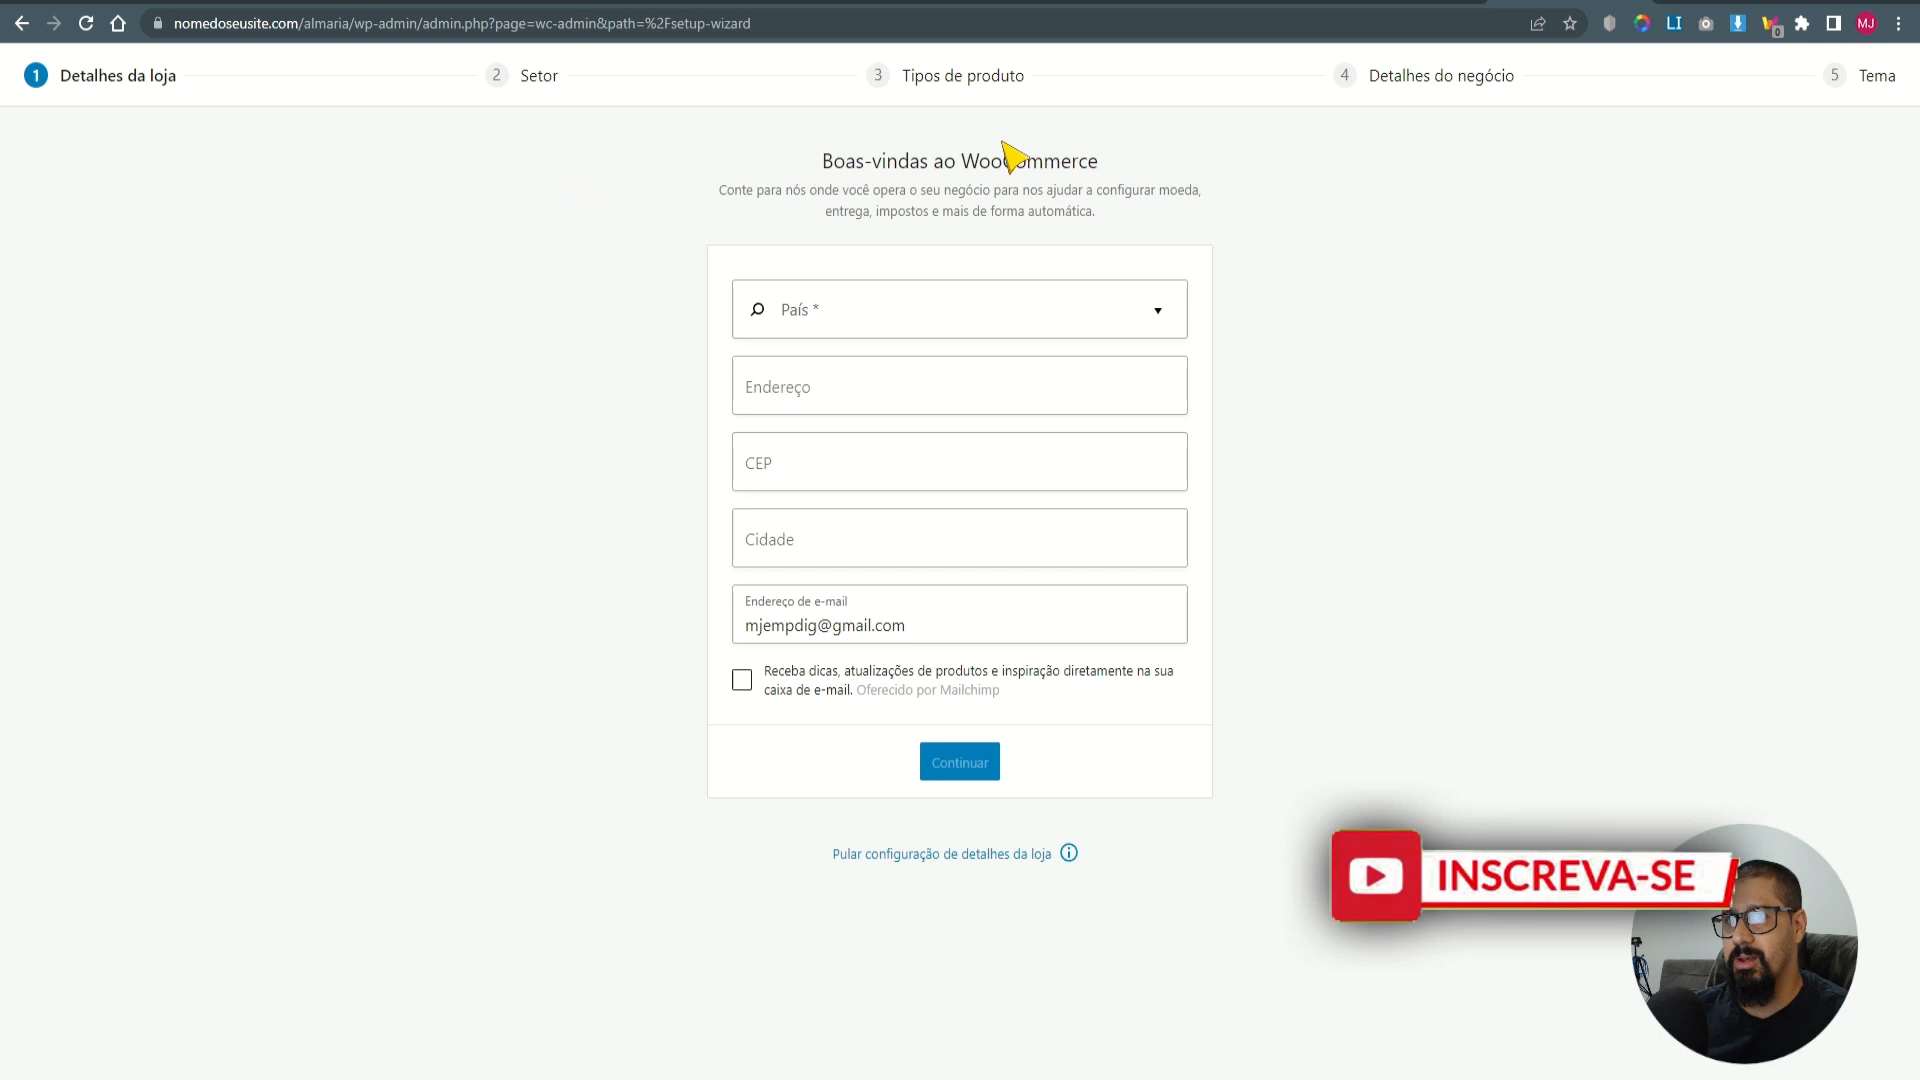 nomedoseusite.com/almaria/wp-admin/admin.php?page=wc-admin&path=%2Fsetup-wizard
LI
0
MJ
1 Detalhes da loja
2 Setor
3 Tipos de produto
4 Detalhes do negócio
5 Tema
Boas-vindas ao WooCommerce
Conte para nós onde você opera o seu negócio para nos ajudar a configurar moeda,
entrega, impostos e mais de forma automática.
País *
Endereço
CEP
Cidade
Endereço de e-mail
mjempdig@gmail.com
Receba dicas, atualizações de produtos e inspiração diretamente na sua
caixa de e-mail. Oferecido por Mailchimp
Continuar
Pular configuração de detalhes da loja
INSCREVA-SE